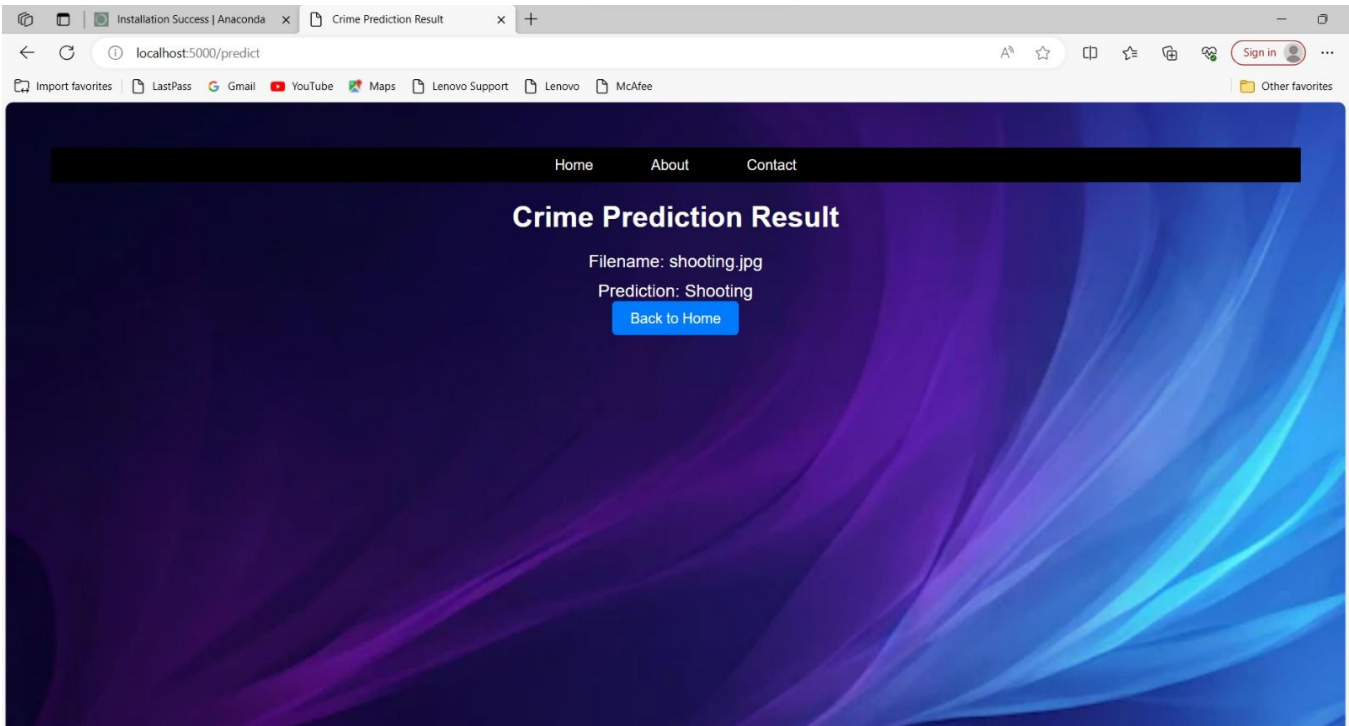 Installation Success | Anaconda
Crime Prediction Result
localhost:5000/predict
Sign in
Import favorites LastPass Gmail YouTube Maps Lenovo Support Lenovo McAfee Other favorites
Home About Contact
Crime Prediction Result
Filename: shooting.jpg
Prediction: Shooting
Back to Home